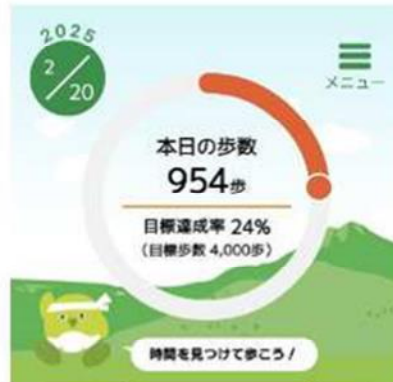 2025
2/20
メニュー
本日の歩数
954歩
目標達成率 24%
(目標歩数 4,000歩)
時間を見つけて歩こう!